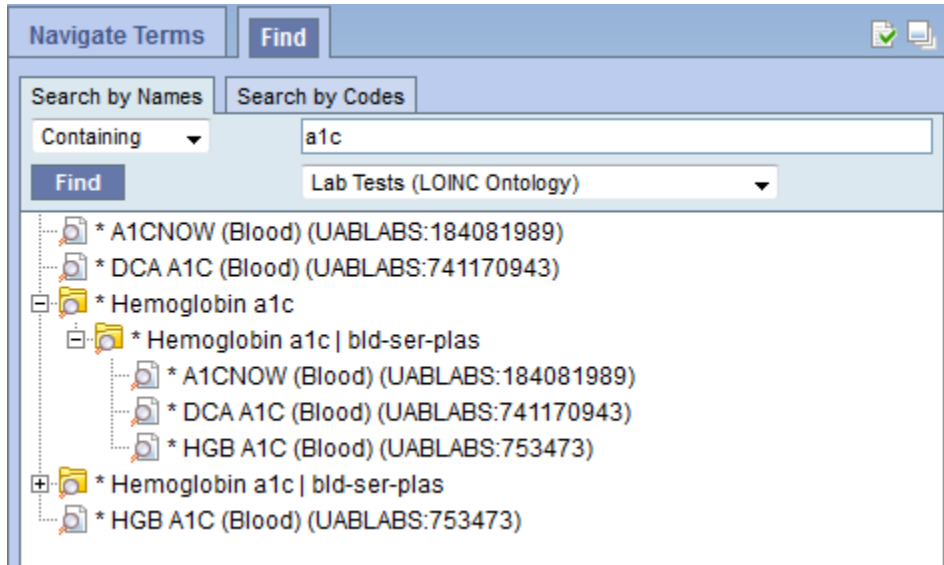 Navigate Terms Find
Search by Names Search by Codes
Containing a1c
Find Lab Tests (LOINC Ontology)
* A1CNOW (Blood) (UABLABS:184081989)
* DCA A1C (Blood) (UABLABS:741170943)
* Hemoglobin a1c
* Hemoglobin a1c | bld-ser-plas
* A1CNOW (Blood) (UABLABS:184081989)
* DCA A1C (Blood) (UABLABS:741170943)
* HGB A1C (Blood) (UABLABS:753473)
* Hemoglobin a1c | bld-ser-plas
* HGB A1C (Blood) (UABLABS:753473)